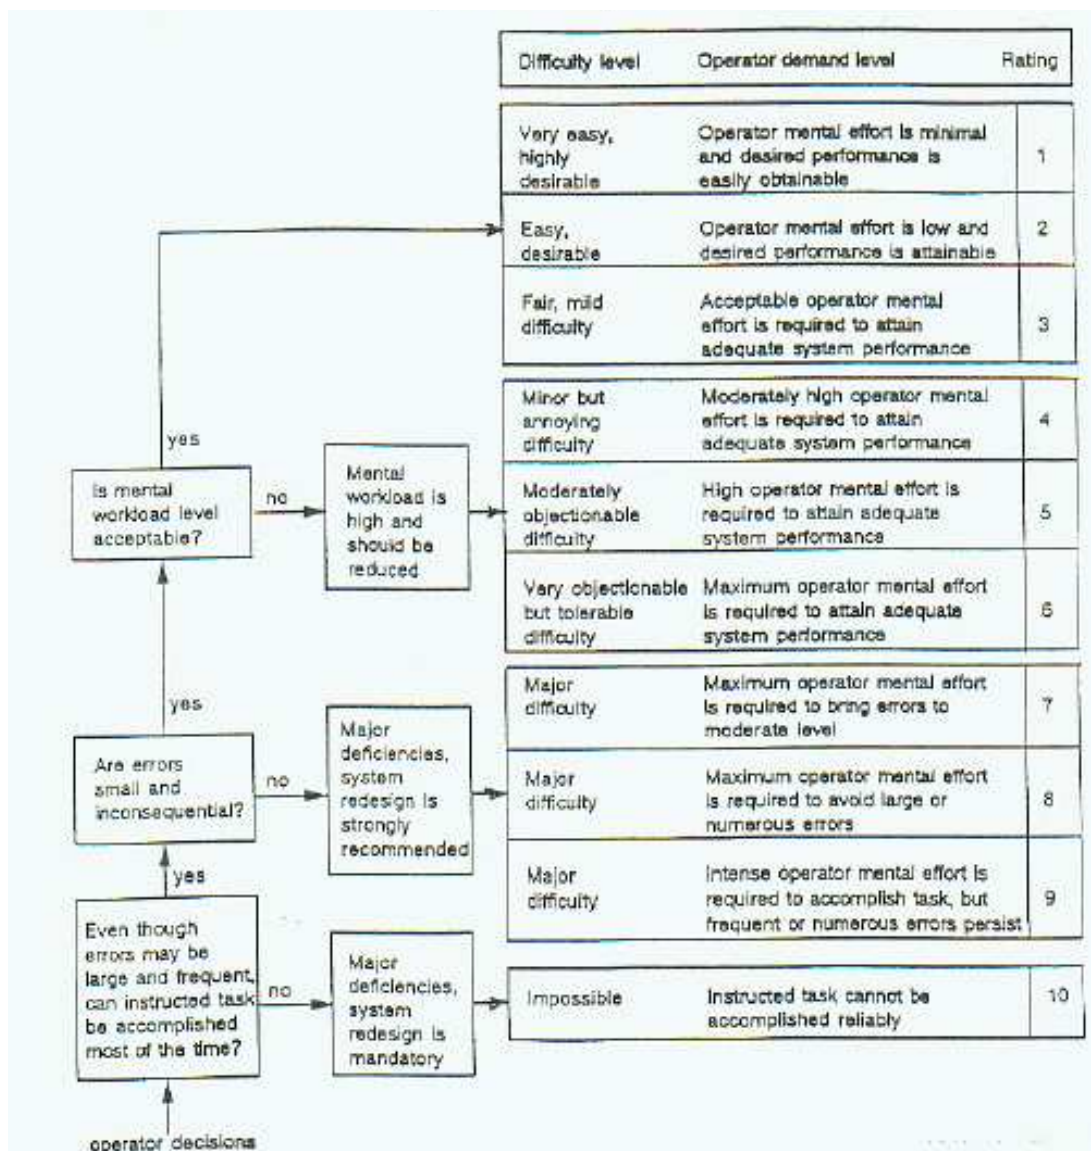 Difficulty level Operator demand level Rating
Very easy, Operator mental effort is minimal
highly and desired performance is 1
desirable easily obtainable
Easy, Operator mental effort is low and 2
desirable desired performance is attainable
Fair, mild Acceptable operator mental
difficulty effort is required to attain 3
adequate system performance
Minor but Moderately high operator mental
annoying effort is required to attain 4
difficulty adequate system performance
yes
Is mental
workload level
acceptable?
no
Mental
workload is
high and
should be
reduced
Moderately High operator mental effort is
objectionable required to attain adequate 5
difficulty system performance
Very objectionable Maximum operator mental effort
but tolerable is required to attain adequate 6
difficulty system performance
yes
Are errors
small and
inconsequential?
no
Major
deficiencies,
system
redesign is
strongly
recommended
Major Maximum operator mental effort
difficulty is required to bring errors to 7
moderate level
Major Maximum operator mental effort
difficulty is required to avoid large or 8
numerous errors
Major Intense operator mental effort is
difficulty required to accomplish task, but 9
frequent or numerous errors persist
yes
Even though
errors may be
large and frequent,
can instructed task
be accomplished
most of the time?
no
Major
deficiencies,
system
redesign is
mandatory
Impossible Instructed task cannot be 10
accomplished reliably
operator decisions